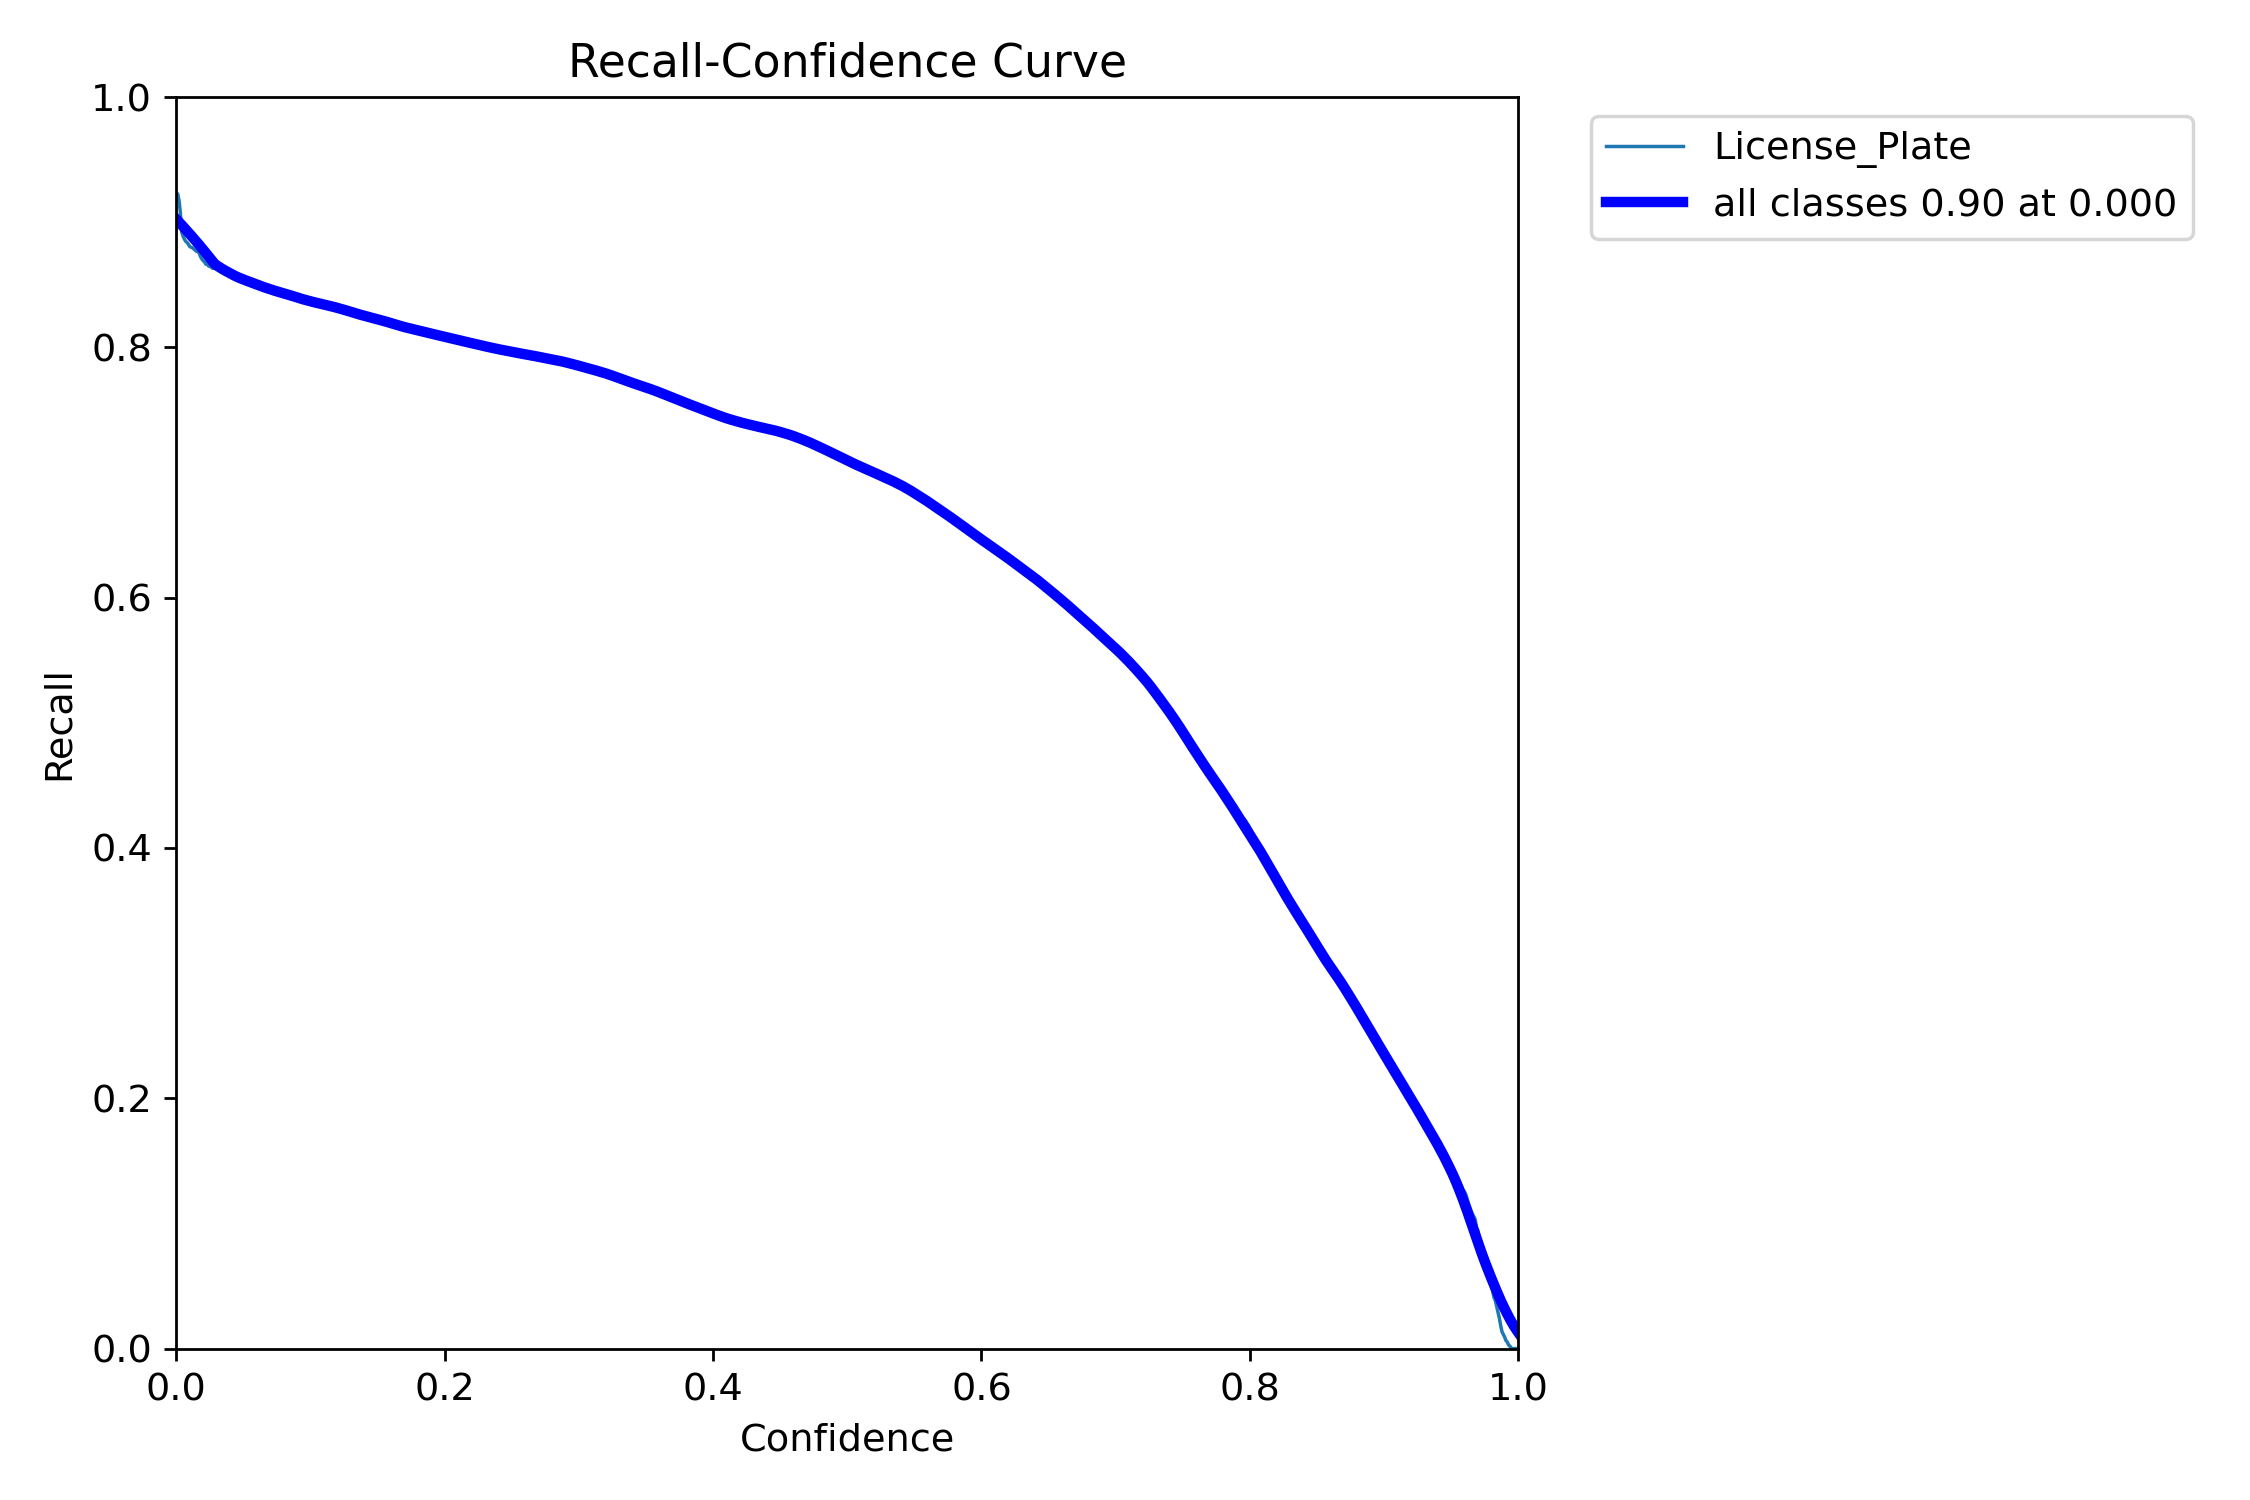 Recall-Confidence Curve
1.0
0.8
0.6
0.4
0.2
0.0
Recall
0.0 0.2 0.4 0.6 0.8 1.0
Confidence
License_Plate
all classes 0.90 at 0.000